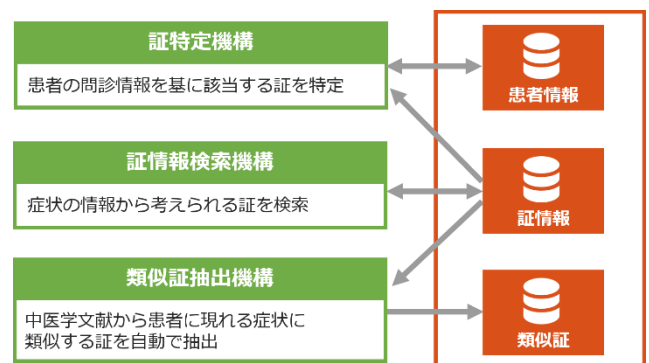 証特定機構
患者の問診情報を基に該当する証を特定
患者情報
証情報検索機構
症状の情報から考えられる証を検索
証情報
類似証抽出機構
中医学文献から患者に現れる症状に
類似する証を自動で抽出
類似証